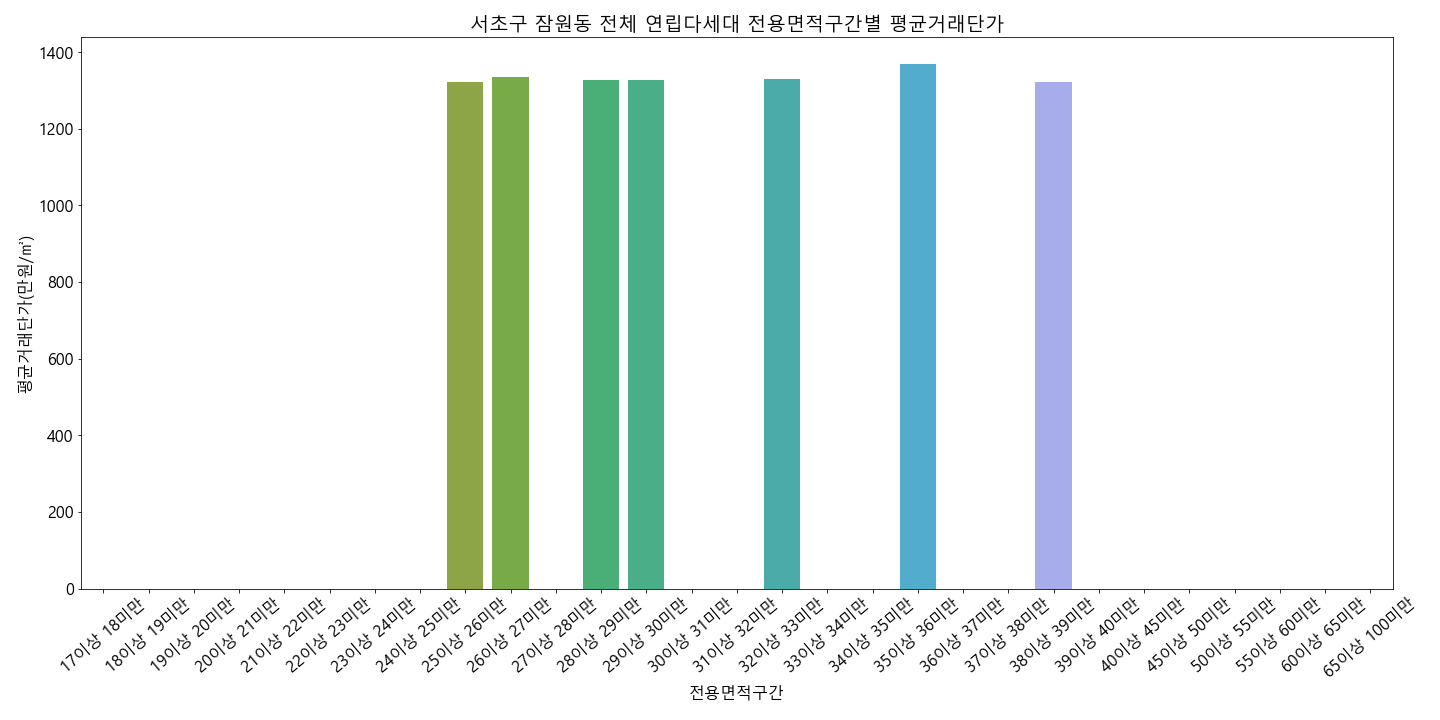 서초구 잠원동 전체 연립다세대 전용면적구간별 평균거래단가
평균거래단가(만원/㎡)
1400
1200
1000
800
600
400
200
0
17이상 18미만
18이상 19미만
19이상 20미만
20이상 21미만
21이상 22미만
22이상 23미만
23이상 24미만
24이상 25미만
25이상 26미만
26이상 27미만
27이상 28미만
28이상 29미만
29이상 30미만
30이상 31미만
31이상 32미만
32이상 33미만
33이상 34미만
34이상 35미만
35이상 36미만
36이상 37미만
37이상 38미만
38이상 39미만
39이상 40미만
40이상 45미만
45이상 50미만
50이상 55미만
55이상 60미만
60이상 65미만
65이상 100미만
전용면적구간